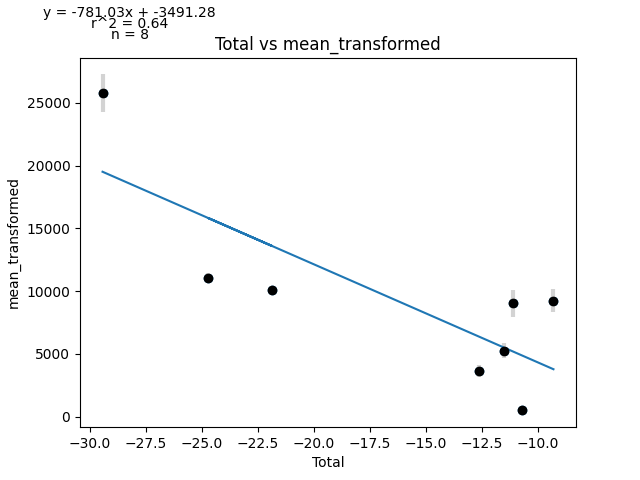 y = -781.03x + -3491.28
r^2 = 0.64
n = 8
Total vs mean_transformed
25000
20000
15000
10000
5000
0
mean_transformed
−30.0 −27.5 −25.0 −22.5 −20.0 −17.5 −15.0 −12.5 −10.0
Total